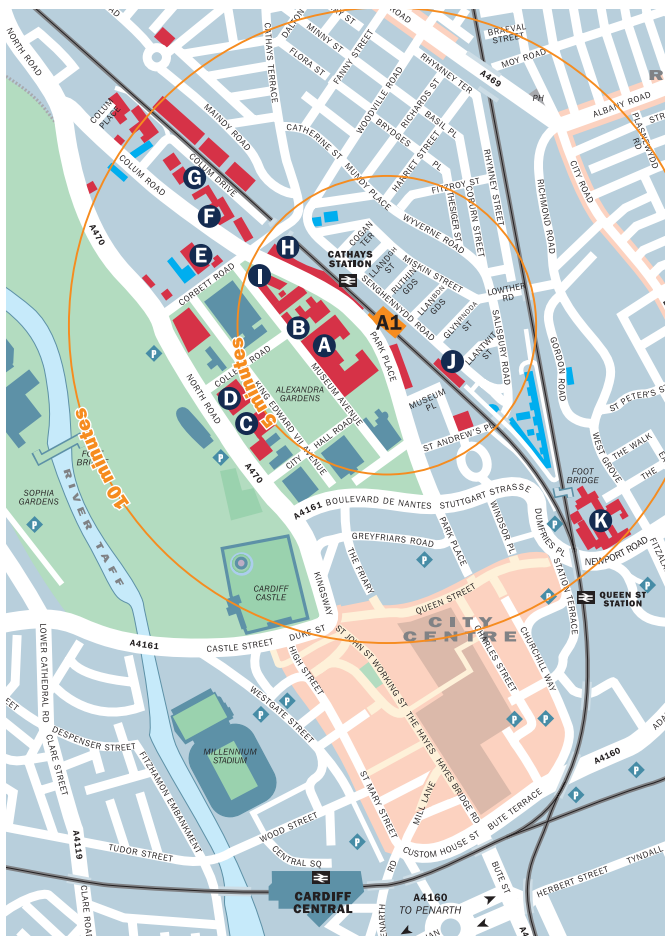 NORTH ROAD
CATHAYS TERRACE
MINNY ST
FLORA ST
FANNY STREET
WOODVILLE ROAD
RHYMNEY TER
A469
BRAEVAL
STREET
MOY ROAD
R
PH
ALBANY ROAD
PLASNEWYDD
RD
CITY ROAD
COLUM
PLACE
MAINDY ROAD
CATHERINE ST
RICHARDS ST
BRYDGES
PL
BASIL PL
HARRIET STREET
MUNDY PLACE
FITZROY ST
THESIGER ST
COBURN STREET
RHYMNEY STREET
RICHMOND ROAD
COLUM ROAD
COLUM DRIVE
G
F
E
H
I
WYVERNE ROAD
COGAN
TER
CATHAYS
STATION
LLANDGH
ST
MISKIN STREET
RUTHIN
GDS
LLANBDR
GDS
SENGHENNYDD ROAD
GLYNRHODDA
ST
LOWTHER
RD
A470
CORBETT ROAD
A1
B
A
PARK PLACE
J
LLANTWIT
ST
SALISBURY ROAD
GORDON ROAD
P
5 minutes
COLLEGE ROAD
NORTH ROAD
D
C
KING EDWARD VII AVENUE
ALEXANDRA
GARDENS
MUSEUM AVENUE
MUSEUM
PL
CITY HALL ROAD
ST ANDREW'S PL
ST PETER'S ST
WEST GROVE
THE WALK
THE
FOOT
BRIDGE
10 minutes
RIVER TAFF
SOPHIA
GARDENS
P
P
A470
A4161
BOULEVARD DE NANTES
STUTTGART STRASSE
GREYFRIARS ROAD
PARK PLACE
WINDSOR PL
DUMFRIES PL
STATION TERRACE
K
P
NEWPORT ROAD
CARDIFF
CASTLE
KINGSWAY
THE FRIARY
P
QUEEN STREET
P
P
QUEEN ST
STATION
CITY
CENTRE
A4161
CASTLE STREET
DUKE ST
ST JOHN ST
WORKING ST
HIGH STREET
CHARLES STREET
CHURCHILL WAY
LOWER CATHEDRAL RD
WESTGATE STREET
P
P
P
P
THE HAYES
HAYES BRIDGE RD
DESPENSER STREET
CLARE STREET
FITZHAMON EMBANKMENT
MILLENNIUM
STADIUM
ST MARY STREET
MILL LANE
BUTE TERRACE
CUSTOM HOUSE ST
A4160
P
P
WOOD STREET
P
A4119
TUDOR STREET
CENTRAL SQ
CARDIFF
CENTRAL
CLARE ROAD
A4160
TO PENARTH
RD
BUTE ST
HERBERT STREET
TYNDALL